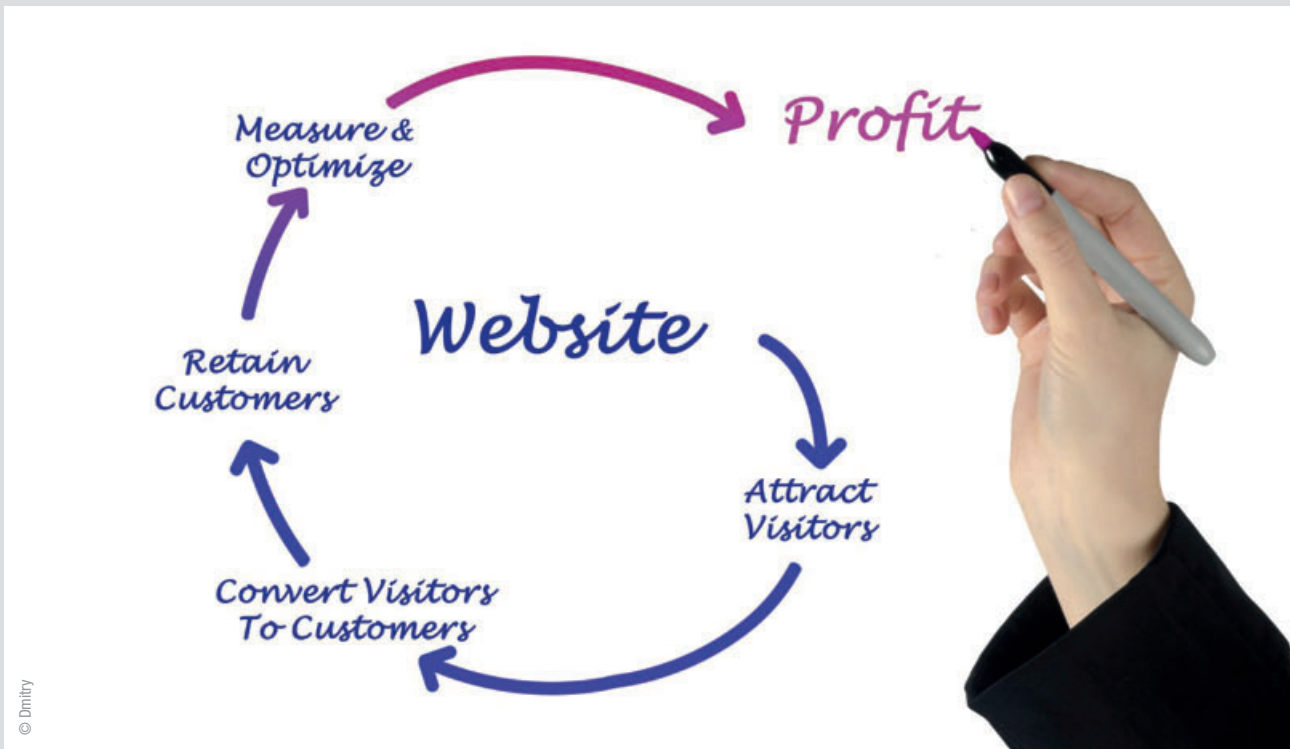 Measure &
Optimize
Profit
Website
Retain
Customers
Attract
Visitors
Convert Visitors
To Customers
© Dmitry